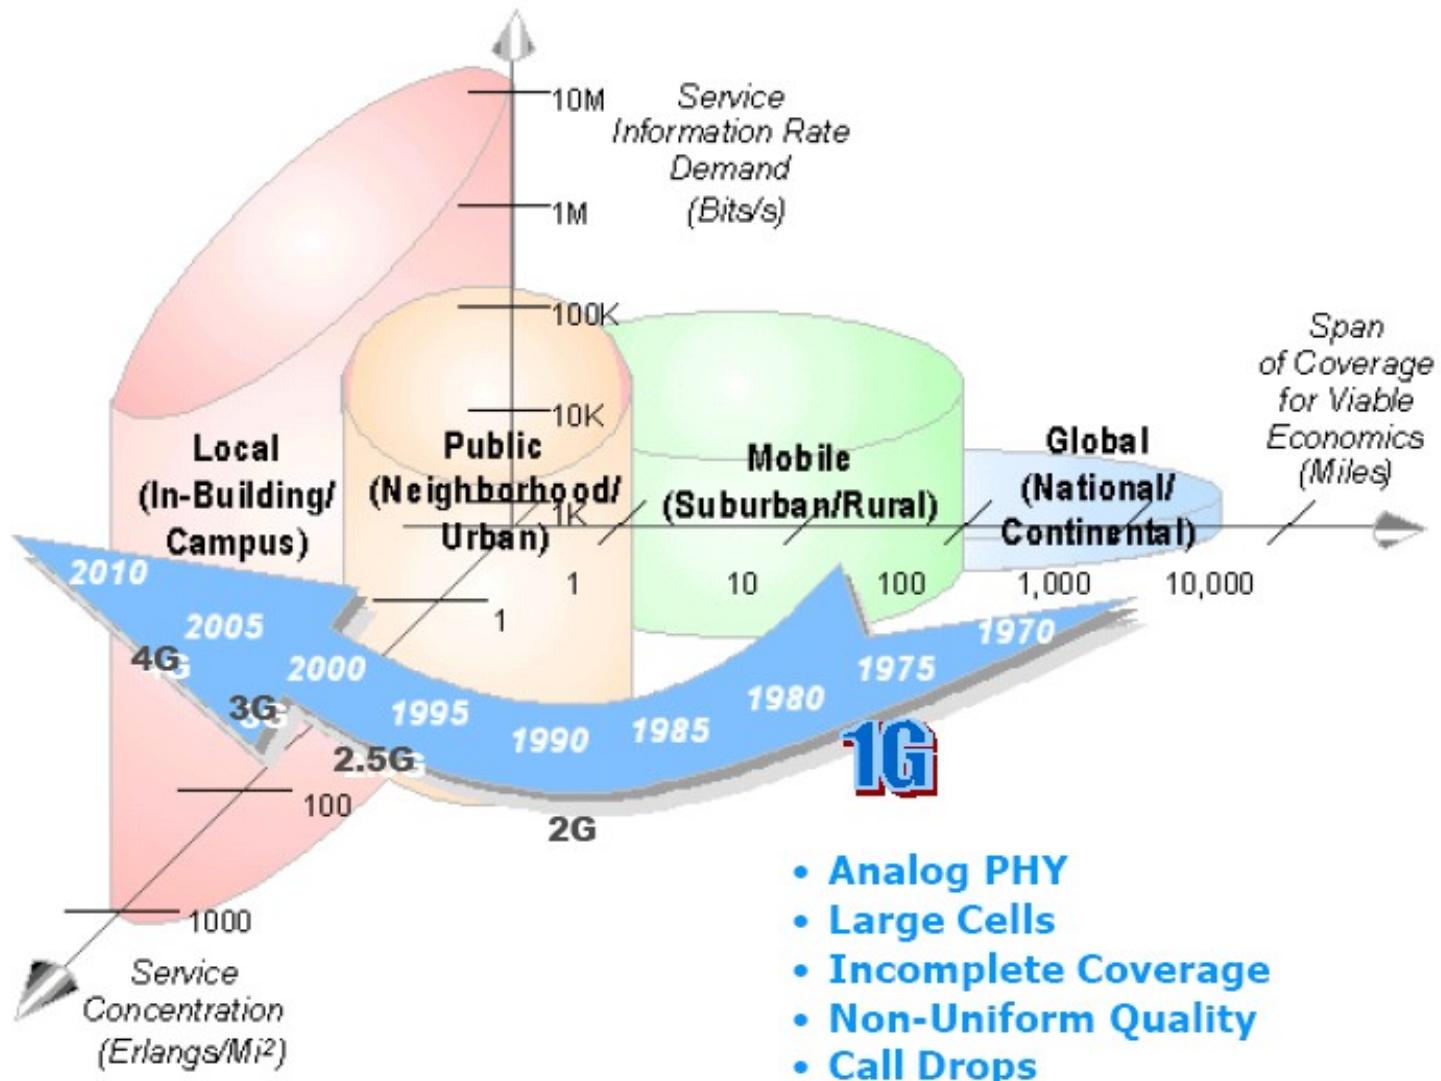 10M
Service
Information Rate
Demand
(Bits/s)
1M
100K
10K
1K
Span
of Coverage
for Viable
Economics
(Miles)
Local
(In-Building/
Campus)
Public
(Neighborhood/
Urban)
Mobile
(Suburban/Rural)
Global
(National/
Continental)
1
10
100
1,000
10,000
1
100
1000
2010
2005
2000
1995
1990
1985
1980
1975
1970
4G
3G
2.5G
2G
1G
Service
Concentration
(Erlangs/Mi²)
• Analog PHY
• Large Cells
• Incomplete Coverage
• Non-Uniform Quality
• Call Drops